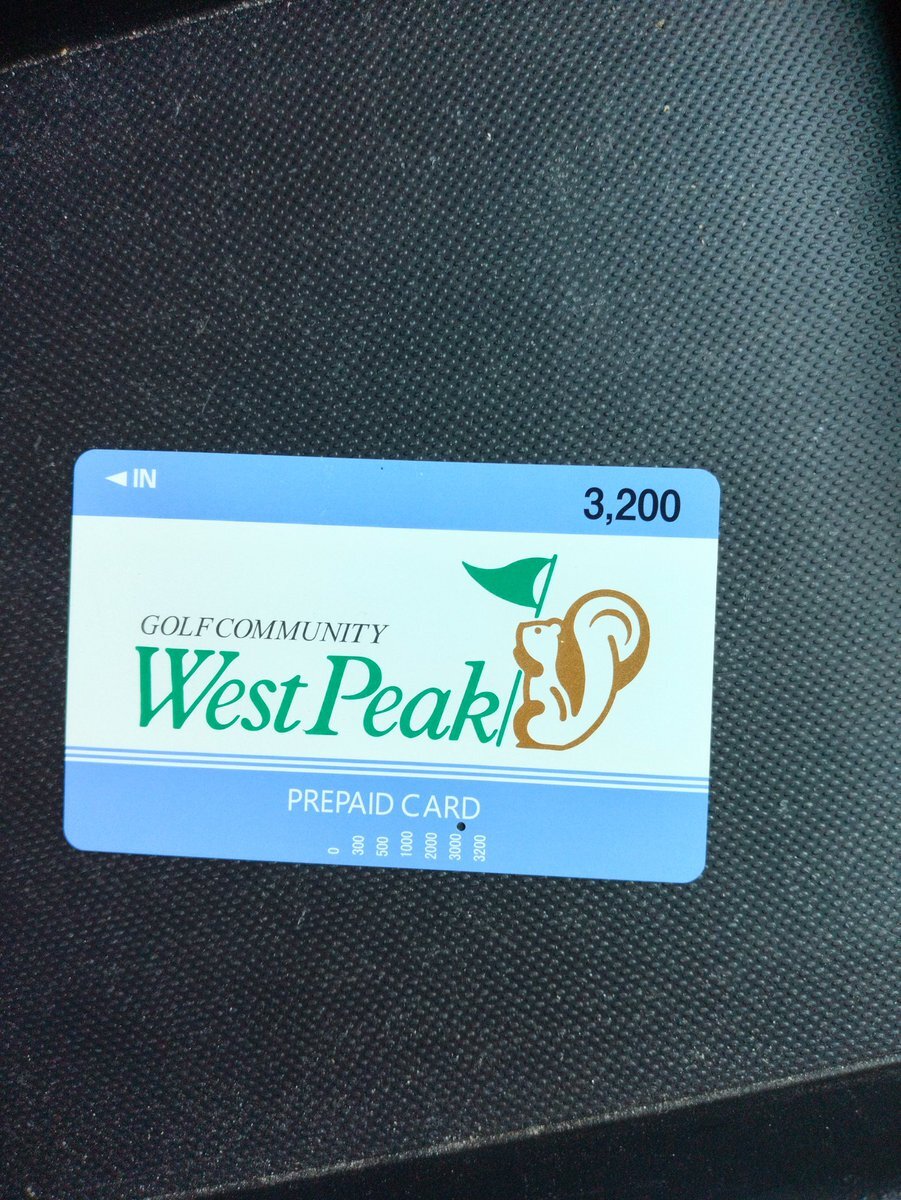 ◀ IN
3,200
GOLF COMMUNITY
West Peak
PREPAID CARD
0 300 500 1000 2000 3000 3200